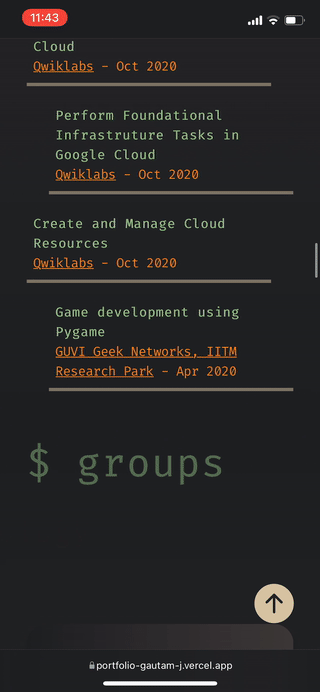 11:43
Cloud
Qwiklabs - Oct 2020
Perform Foundational
Infrastruture Tasks in
Google Cloud
Qwiklabs - Oct 2020
Create and Manage Cloud
Resources
Qwiklabs - Oct 2020
Game development using
Pygame
GUVI Geek Networks, IITM
Research Park - Apr 2020
$ groups
portfolio-gautam-j.vercel.app